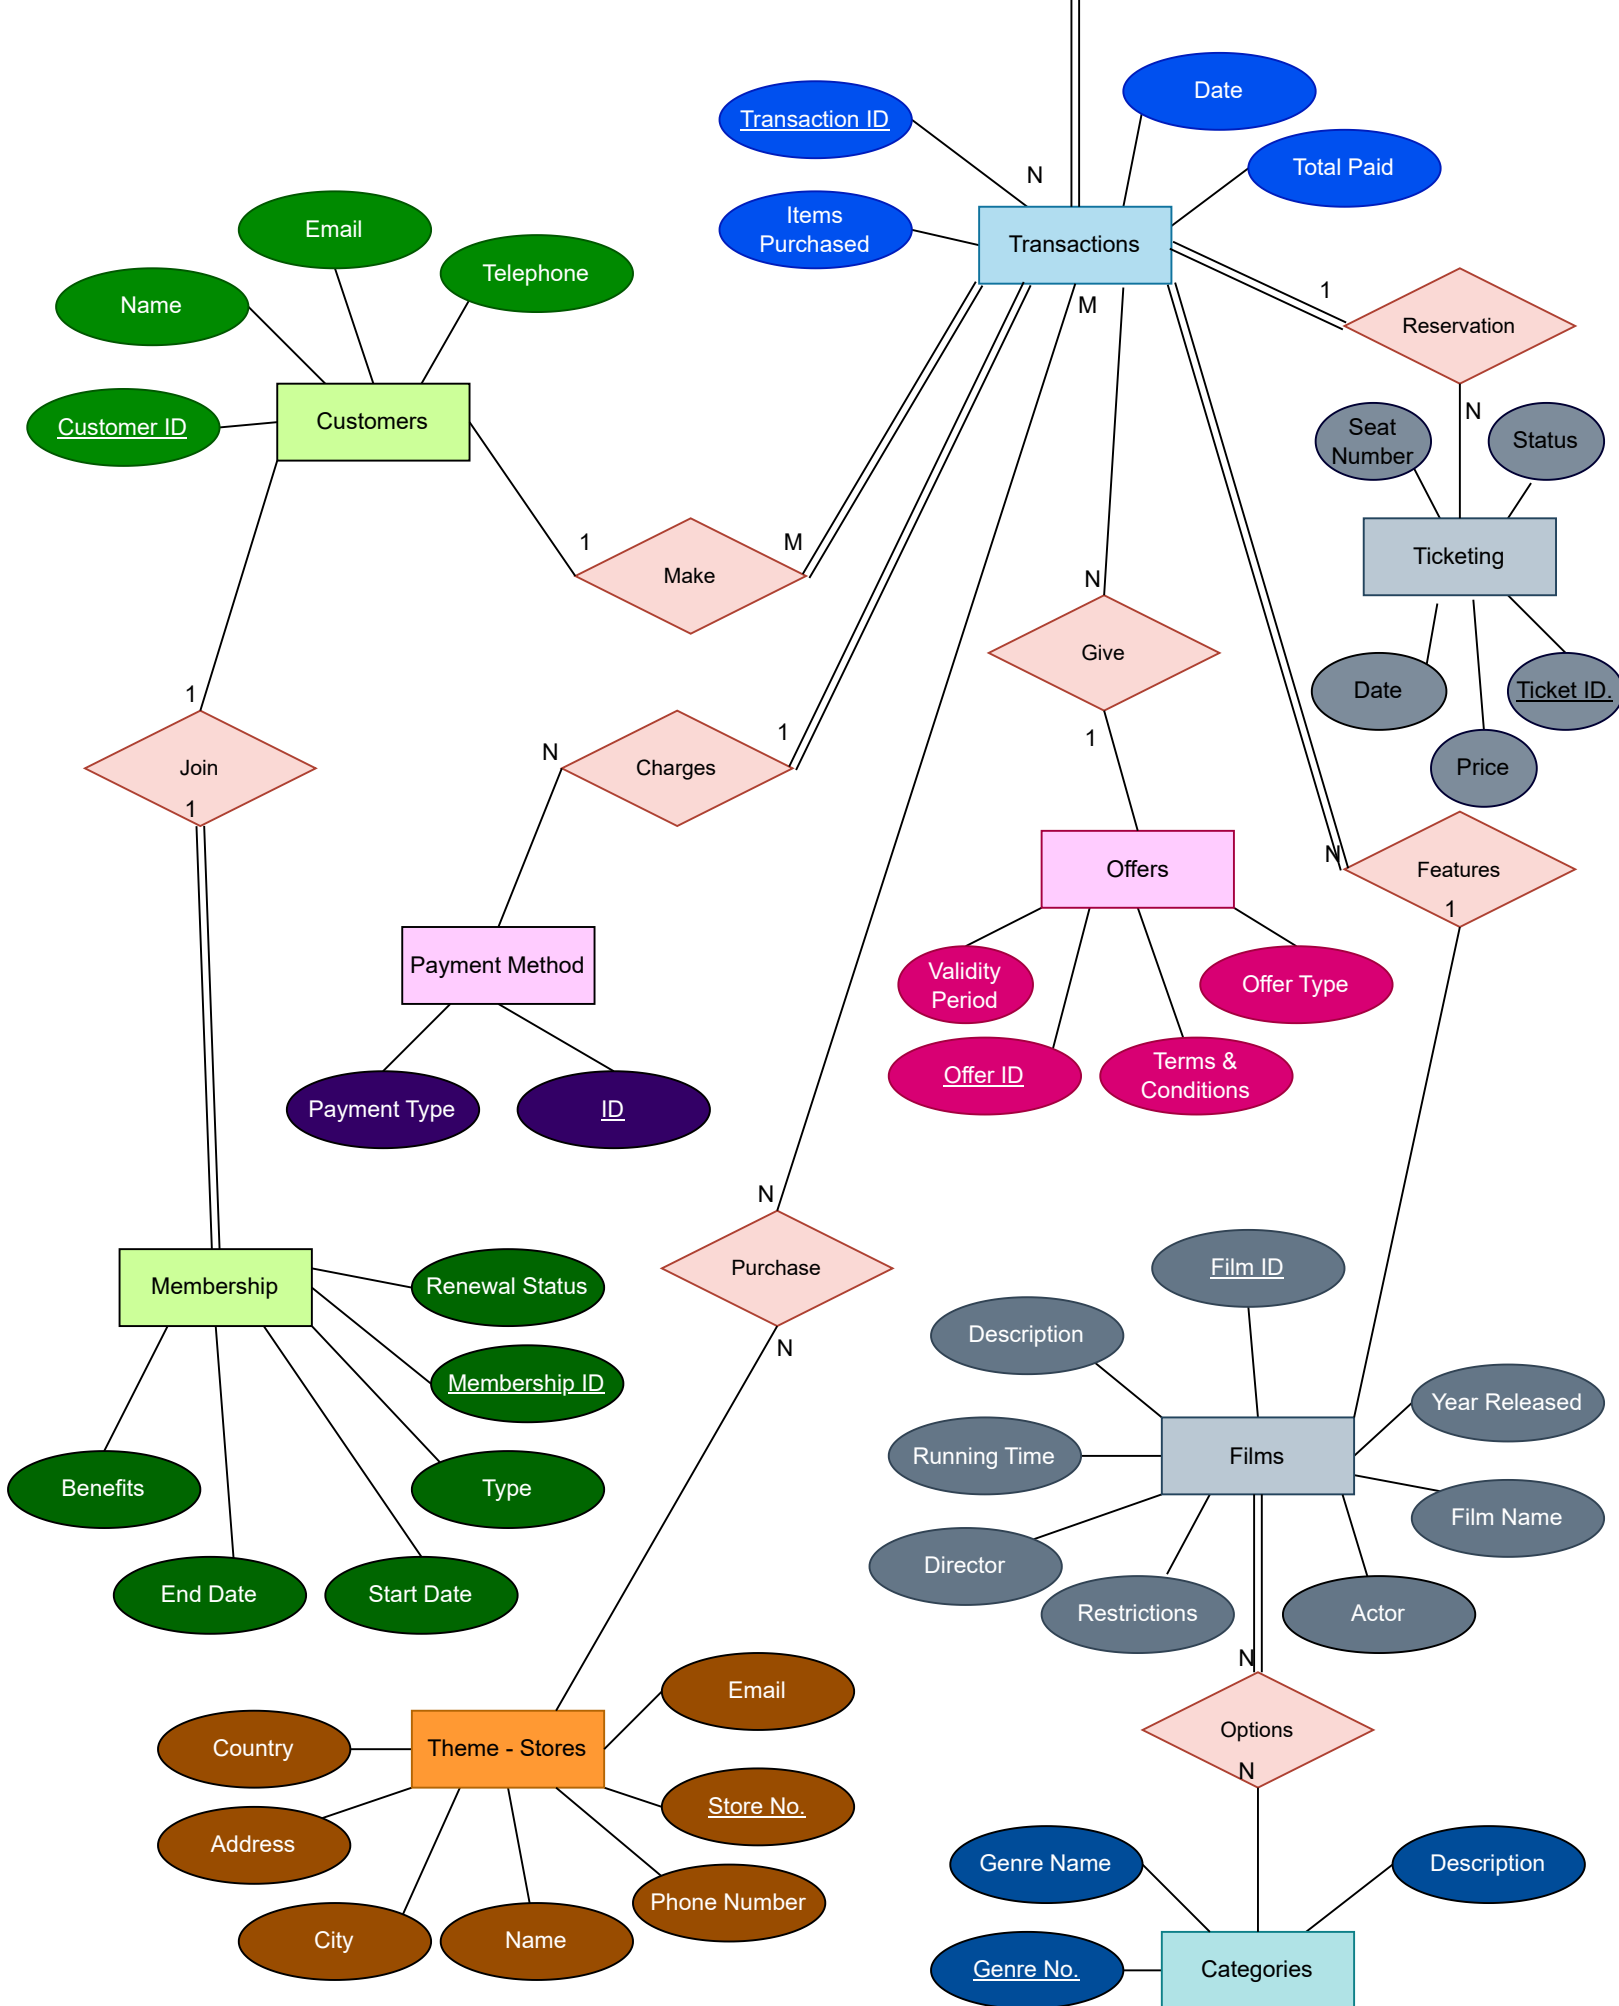 Date
Transaction ID
Total Paid
N
Items
Purchased
Email
Transactions
Telephone
Name
1
M
Reservation
Customers
Customer ID
N
Seat
Number
Status
1
M
Make
Ticketing
N
Give
1
Date
Ticket ID.
1
N
1
Join
Charges
Price
1
N
Offers
Features
1
Payment Method
Validity
Period
Offer Type
Offer ID
Terms &
Conditions
Payment Type
ID
N
Purchase
Film ID
Membership
Renewal Status
Description
N
Membership ID
Year Released
Running Time
Films
Benefits
Type
Film Name
Director
End Date
Start Date
Restrictions
Actor
N
Email
Country
Theme - Stores
Options
N
Store No.
Address
Genre Name
Description
Phone Number
City
Name
Genre No.
Categories